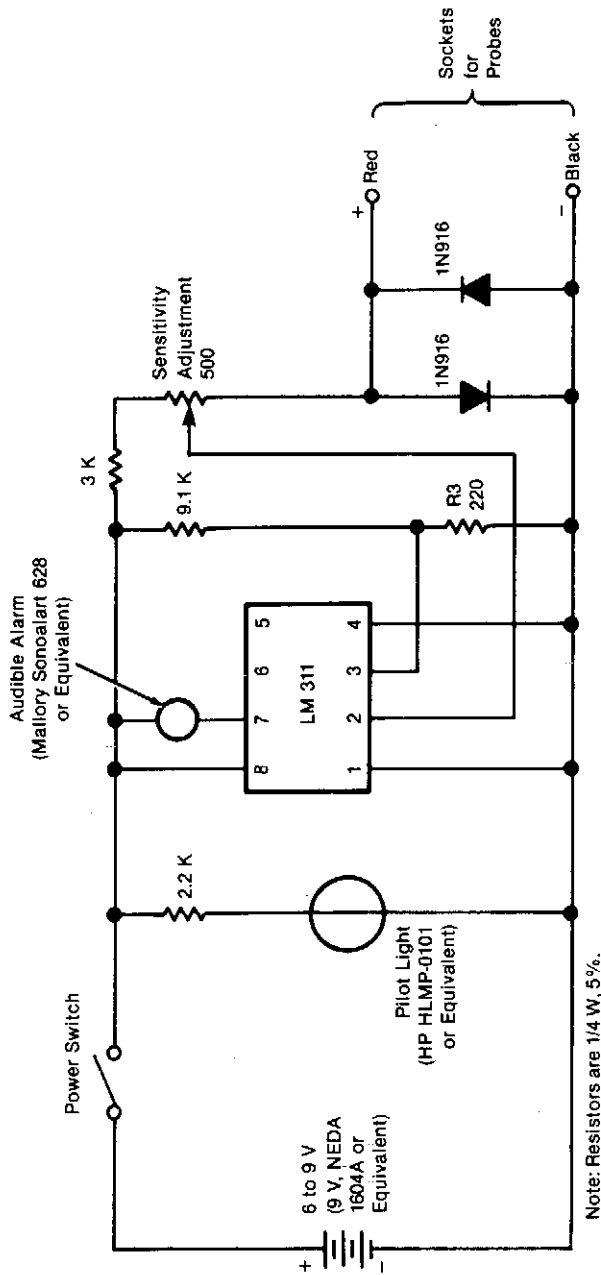 Audible Alarm
(Mallory Sonoalart 628
or Equivalent)
Power Switch
3 K
Sensitivity
Adjustment
500
2.2 K
9.1 K
8
7
6
5
LM 311
1
2
3
4
R3
220
1N916
1N916
+
Red
−
Black
Sockets
for
Probes
+
−
6 to 9 V
(9 V, NEDA
1604A or
Equivalent)
Pilot Light
(HP HLMP-0101
or Equivalent)
Note: Resistors are 1/4 W, 5%.